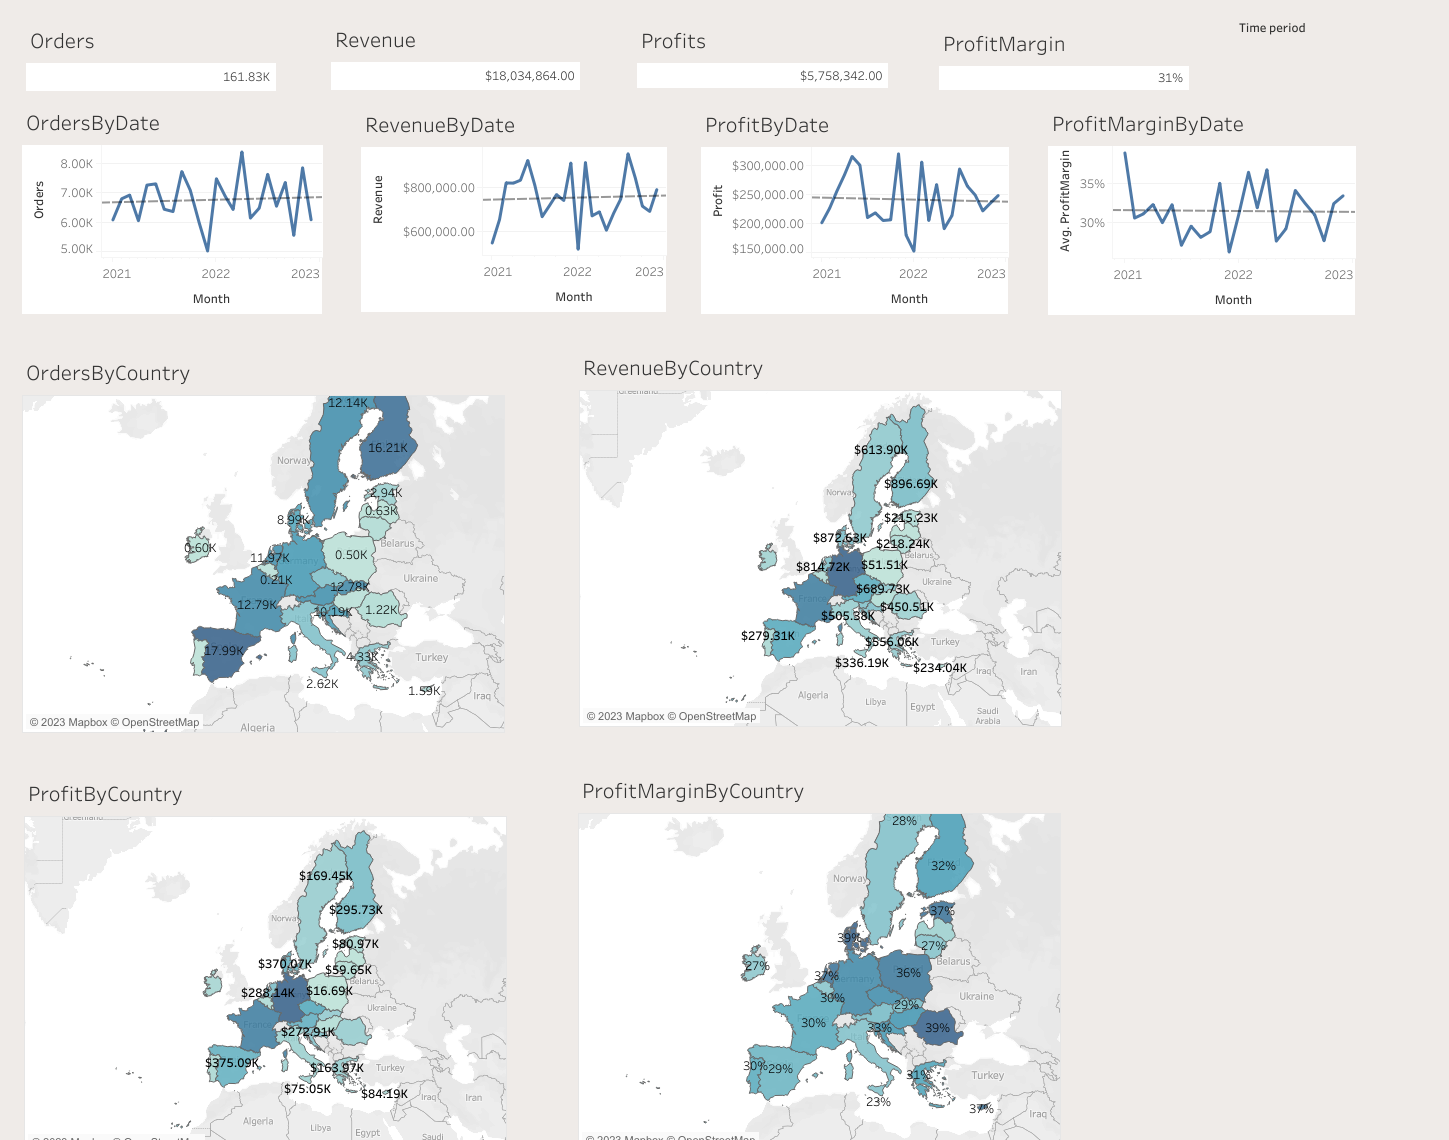 Time period
Orders
Revenue
Profits
ProfitMargin
161.83K
$18,034,864.00
$5,758,342.00
31%
OrdersByDate
RevenueByDate
ProfitByDate
ProfitMarginByDate
Orders
8.00K
7.00K
6.00K
5.00K
2021
2022
2023
Month
Revenue
$800,000.00
$600,000.00
2021
2022
2023
Month
Profit
$300,000.00
$250,000.00
$200,000.00
$150,000.00
2021
2022
2023
Month
Avg. ProfitMargin
35%
30%
2021
2022
2023
Month
OrdersByCountry
12.14K
16.21K
Norway
2.94K
0.63K
8.99K
0.60K
11.97K
Belarus
0.50K
0.21K
12.78K
Ukraine
12.79K
10.19K
1.22K
17.99K
4.33K
Turkey
2.62K
1.59K
Iraq
Algeria
© 2023 Mapbox © OpenStreetMap
RevenueByCountry
Greenland
$613.90K
$896.69K
Norway
$215.23K
$872.63K
$218.24K
Belarus
$814.72K
$51.51K
Ukraine
$689.73K
France
$450.51K
$505.38K
$279.31K
$556.06K
Turkey
$336.19K
$234.04K
Iraq
Iran
Algeria
Libya
Egypt
Saudi
Arabia
© 2023 Mapbox © OpenStreetMap
ProfitByCountry
Greenland
$169.45K
$295.73K
Norway
$80.97K
$370.07K
$59.65K
Belarus
$288.14K
$16.69K
Ukraine
France
$272.91K
$375.09K
$163.97K
Turkey
$75.05K
$84.19K
Iraq
Iran
Algeria
Libya
Egypt
Saudi
© 2023 Mapbox © OpenStreetMap
ProfitMarginByCountry
28%
32%
Norway
37%
39%
27%
27%
Belarus
37%
Germany
36%
30%
29%
Ukraine
30%
33%
39%
30%
29%
31%
Turkey
23%
37%
Iraq
Algeria
© 2023 Mapbox © OpenStreetMap